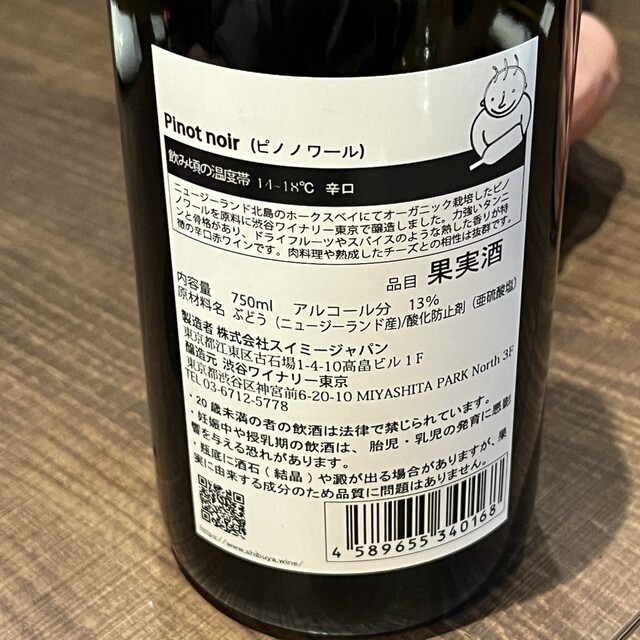 Pinot noir (ピノノワール)
飲み頃の温度帯 14~18℃ 辛口
ニュージーランド北島のホークスベイにてオーガニック栽培したピノ
ノワールを原料に渋谷ワイナリー東京で醸造しました。力強いタンニ
ンと骨格があり、ドライフルーツやスパイスのような熟した香りが特
徴の辛口赤ワインです。肉料理や熟成したチーズとの相性は抜群です。
品目 果実酒
内容量 750ml アルコール分 13%
原材料名 ぶどう(ニュージーランド産)/酸化防止剤(亜硫酸塩)
製造者 株式会社スイミージャパン
東京都江東区古石場1-4-10高畠ビル1F
醸造元 渋谷ワイナリー東京
東京都渋谷区神宮前6-20-10 MIYASHITA PARK North 3F
TEL03-6712-5778
・20歳未満の者の飲酒は法律で禁じられています。
・妊娠中や授乳期の飲酒は、胎児・乳児の発育に悪影
響を与える恐れがあります。
・瓶底に酒石(結晶)や澱が出る場合がありますが、果
実に由来する成分のため品質に問題はありません。
https://www.shibuya.wine/
4 589655 340168